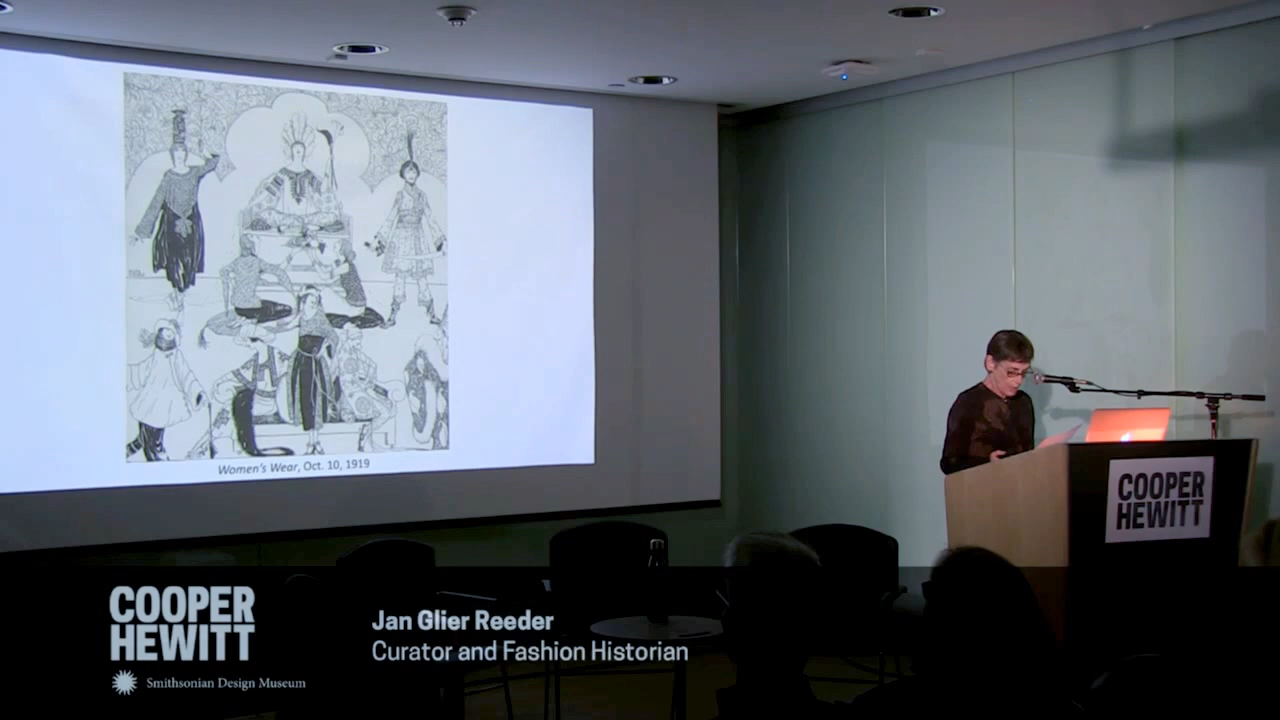 Women's Wear, Oct. 10, 1919
COOPER
HEWITT
COOPER
HEWITT
Smithsonian Design Museum
Jan Glier Reeder
Curator and Fashion Historian